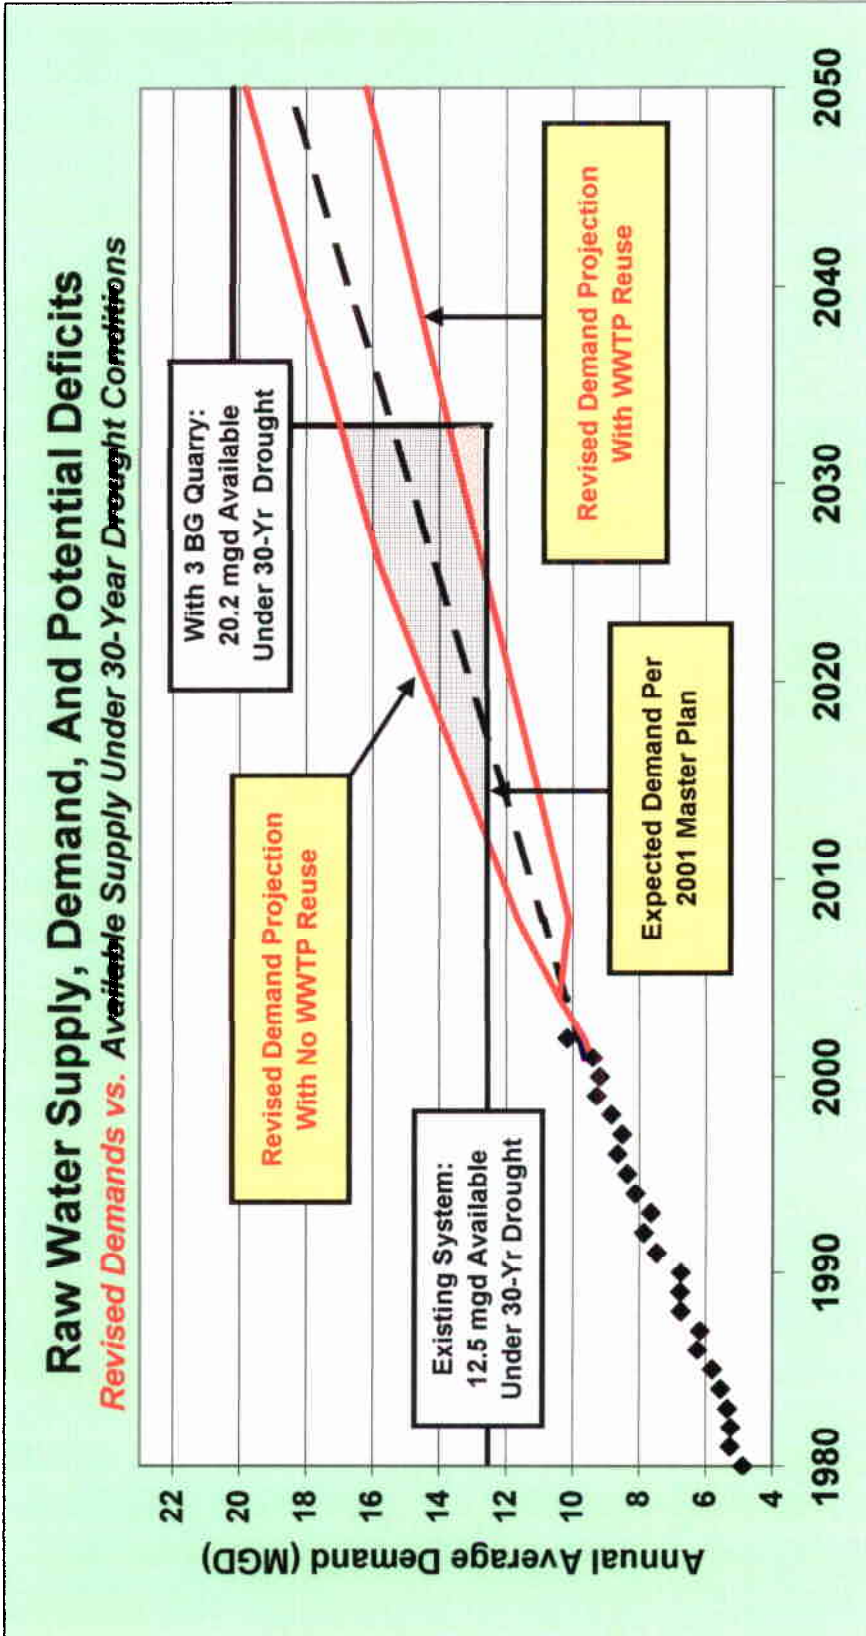 Raw Water Supply, Demand, And Potential Deficits
Revised Demands vs. Available Supply Under 30-Year Drought Conditions
Annual Average Demand (MGD)
22
20
18
16
14
12
10
8
6
4
With 3 BG Quarry:
20.2 mgd Available
Under 30-Yr Drought
Revised Demand Projection
With No WWTP Reuse
Existing System:
12.5 mgd Available
Under 30-Yr Drought
Revised Demand Projection
With WWTP Reuse
Expected Demand Per
2001 Master Plan
1980
1990
2000
2010
2020
2030
2040
2050